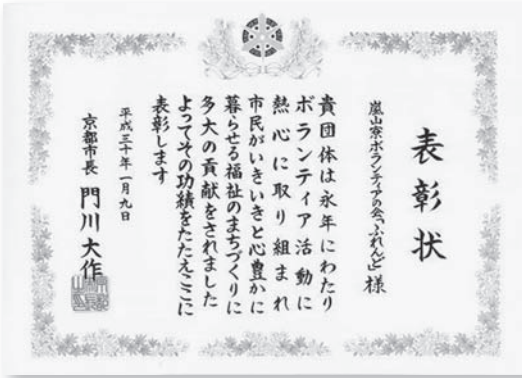 表彰状
嵐山寮ボランティアの会「ふれんど」様
貴団体は永年にわたり
ボランティア活動に
熱心に取り組まれ
市民がいきいきと心豊かに
暮らせる福祉のまちづくりに
多大の貢献をされました
よってその功績をたたえここに
表彰します
平成三十年一月九日
京都市長 門川大作